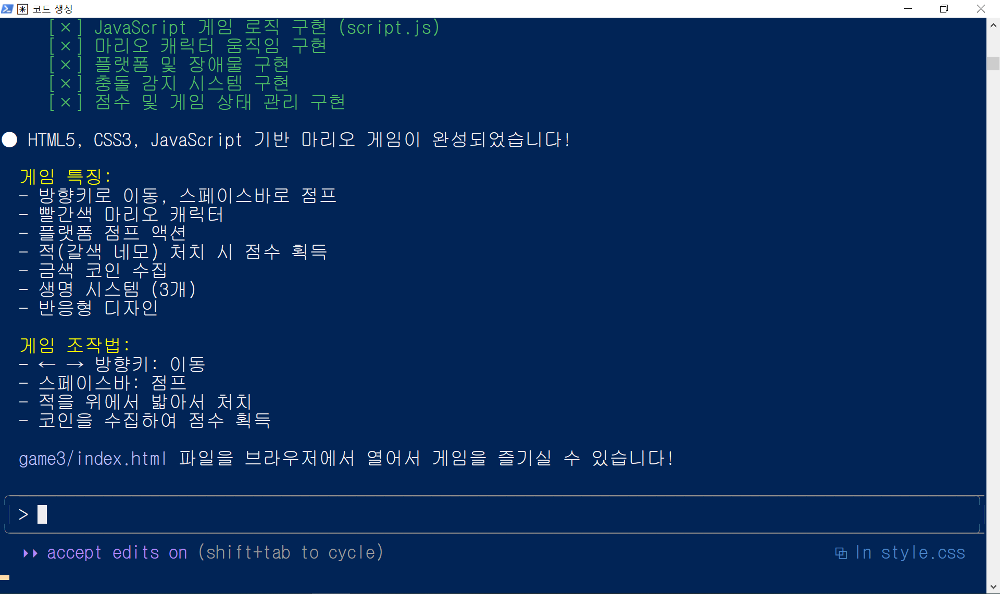 코드 생성
[×] JavaScript 게임 로직 구현 (script.js)
[×] 마리오 캐릭터 움직임 구현
[×] 플랫폼 및 장애물 구현
[×] 충돌 감지 시스템 구현
[×] 점수 및 게임 상태 관리 구현
● HTML5, CSS3, JavaScript 기반 마리오 게임이 완성되었습니다!
게임 특징:
- 방향키로 이동, 스페이스바로 점프
- 빨간색 마리오 캐릭터
- 플랫폼 점프 액션
- 적(갈색 네모) 처치 시 점수 획득
- 금색 코인 수집
- 생명 시스템 (3개)
- 반응형 디자인
게임 조작법:
- ← → 방향키: 이동
- 스페이스바: 점프
- 적을 위에서 밟아서 처치
- 코인을 수집하여 점수 획득
game3/index.html 파일을 브라우저에서 열어서 게임을 즐기실 수 있습니다!
>
⏵⏵ accept edits on (shift+tab to cycle)
⧉ In style.css